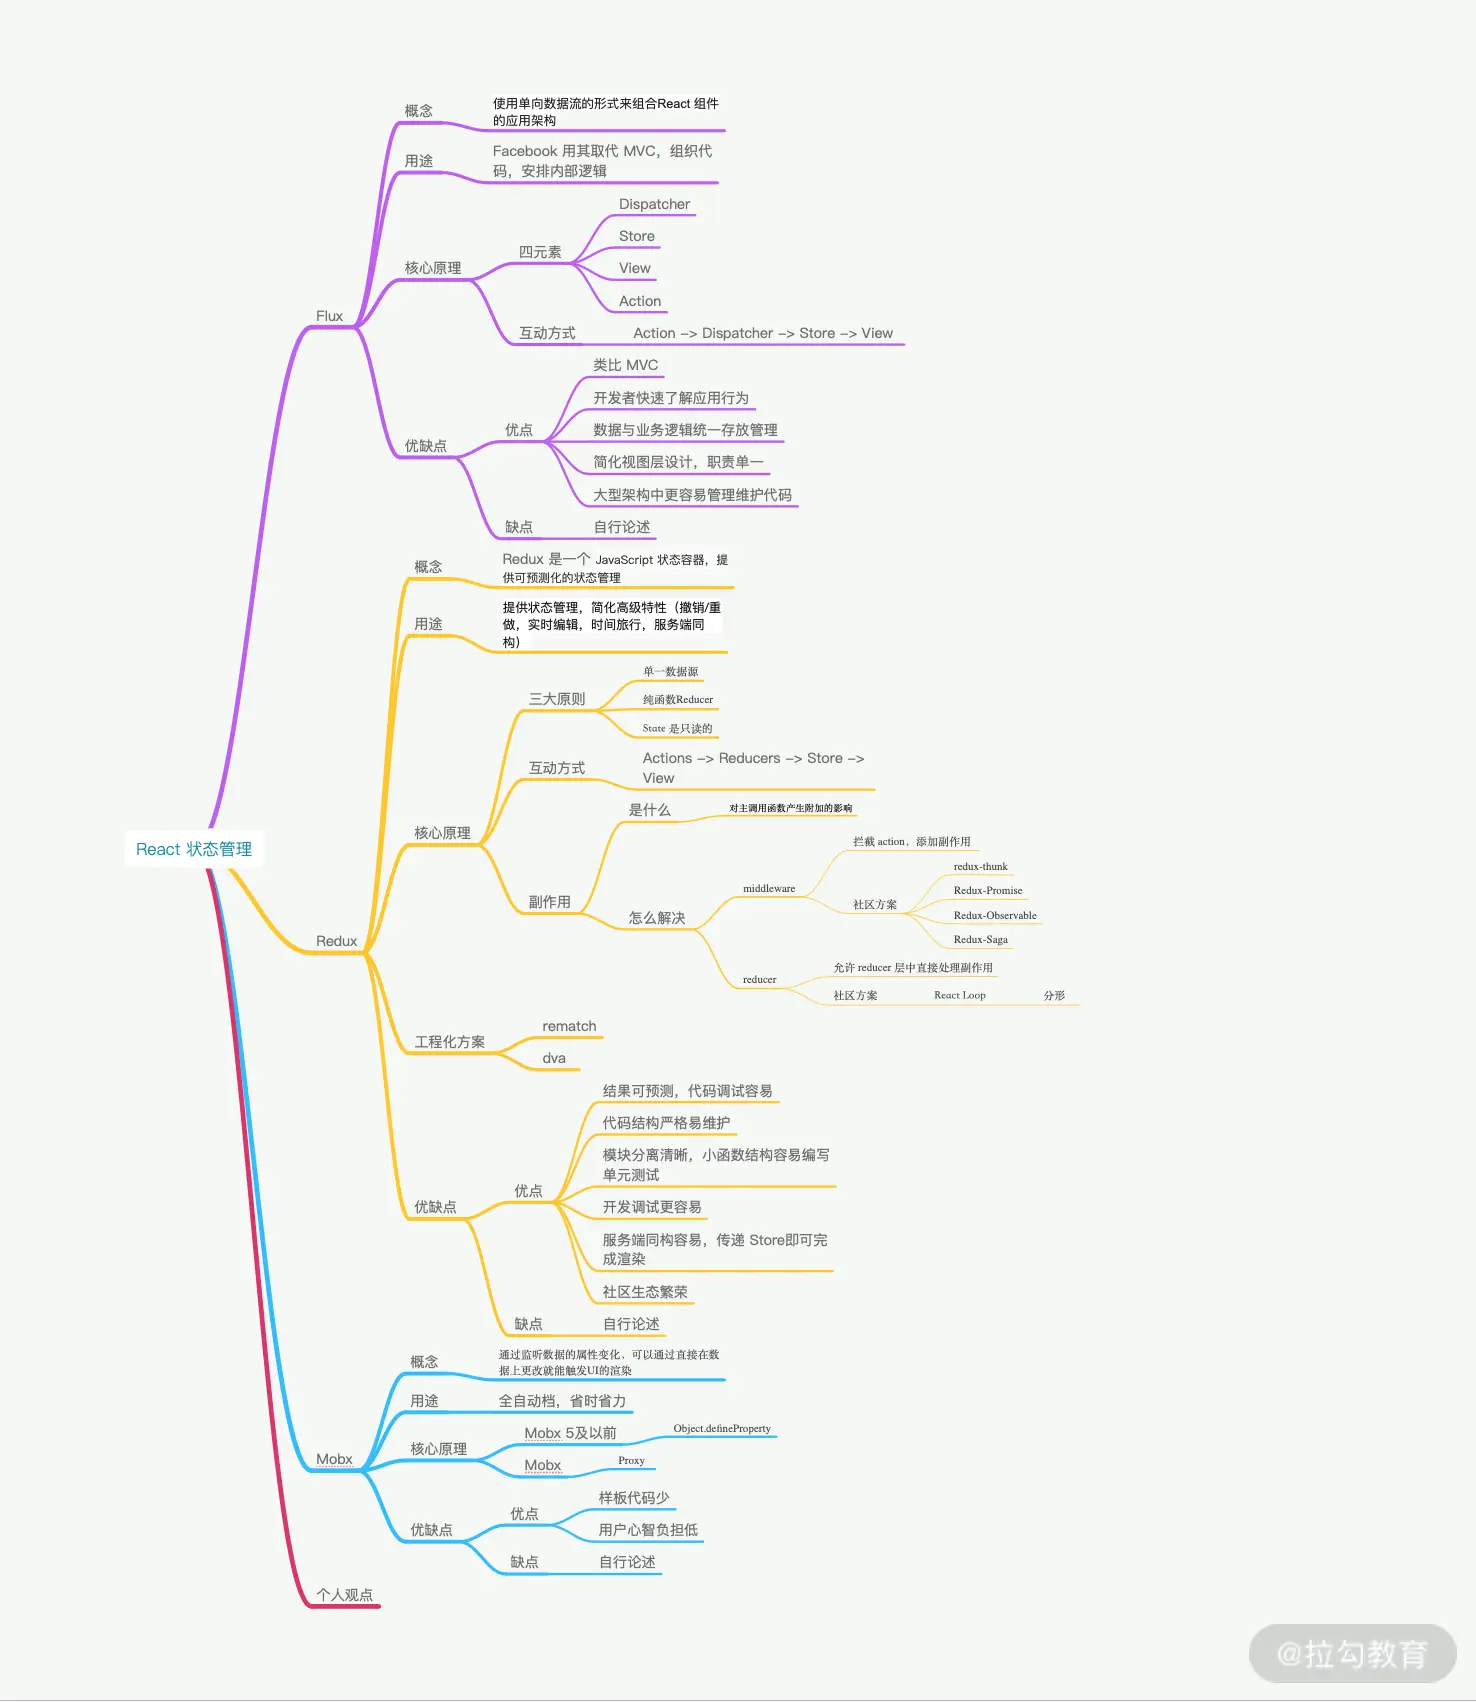 概念
使用单向数据流的形式来组合React 组件
的应用架构
用途
Facebook 用其取代 MVC，组织代
码，安排内部逻辑
Dispatcher
Store
四元素
View
核心原理
Action
Flux
互动方式
Action -> Dispatcher -> Store -> View
类比 MVC
开发者快速了解应用行为
优点
数据与业务逻辑统一存放管理
优缺点
简化视图层设计，职责单一
大型架构中更容易管理维护代码
缺点
自行论述
概念
Redux 是一个 JavaScript 状态容器，提
供可预测化的状态管理
用途
提供状态管理，简化高级特性（撤销/重
做，实时编辑，时间旅行，服务端同
构）
单一数据源
三大原则
纯函数Reducer
State 是只读的
互动方式
Actions -> Reducers -> Store ->
View
是什么
对主调用函数产生附加的影响
核心原理
拦截 action，添加副作用
React 状态管理
redux-thunk
middleware
Redux-Promise
副作用
社区方案
怎么解决
Redux-Observable
Redux-Saga
Redux
允许 reducer 层中直接处理副作用
reducer
社区方案
React Loop
分形
rematch
工程化方案
dva
结果可预测，代码调试容易
代码结构严格易维护
模块分离清晰，小函数结构容易编写
单元测试
优点
开发调试更容易
优缺点
服务端同构容易，传递 Store即可完
成渲染
社区生态繁荣
缺点
自行论述
概念
通过监听数据的属性变化，可以通过直接在数
据上更改就能触发UI的渲染
用途
全自动档，省时省力
Mobx 5及以前
Object.defineProperty
核心原理
Mobx
Mobx
Proxy
样板代码少
优点
优缺点
用户心智负担低
缺点
自行论述
个人观点
@拉勾教育